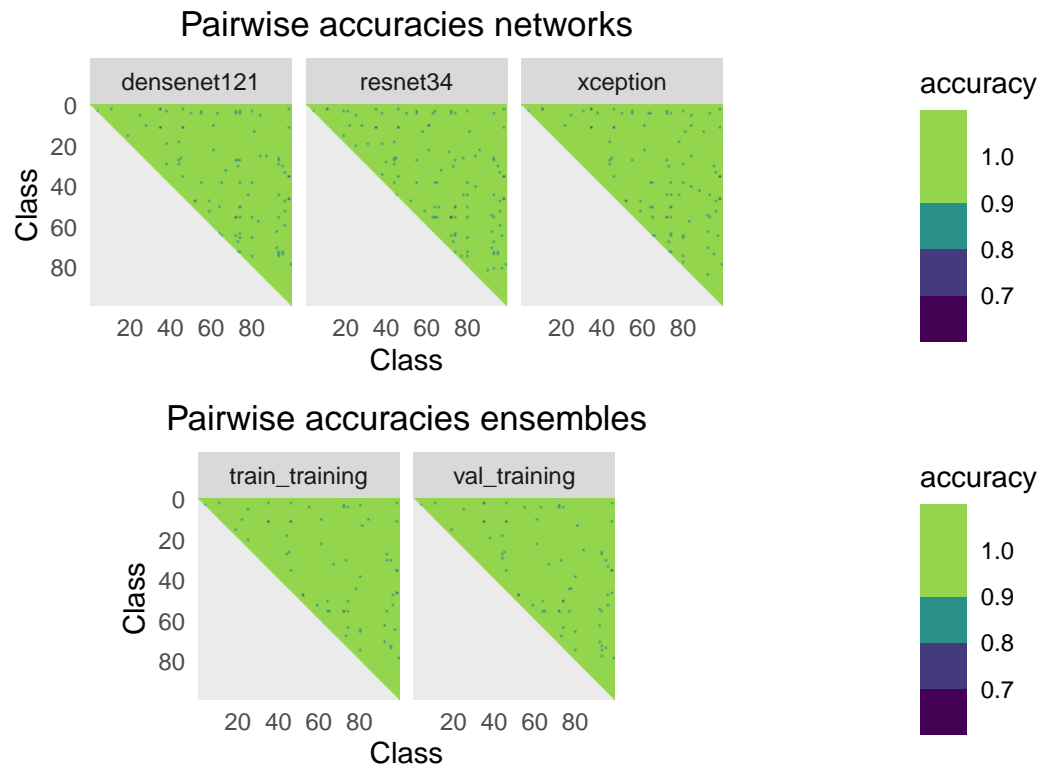 Pairwise accuracies networks
densenet121 resnet34 xception
accuracy
0
20
40
60
80
Class
1.0
0.9
0.8
0.7
20 40 60 80 20 40 60 80 20 40 60 80
Class
Pairwise accuracies ensembles
train_training val_training
accuracy
0
20
40
60
80
Class
1.0
0.9
0.8
0.7
20 40 60 80 20 40 60 80
Class